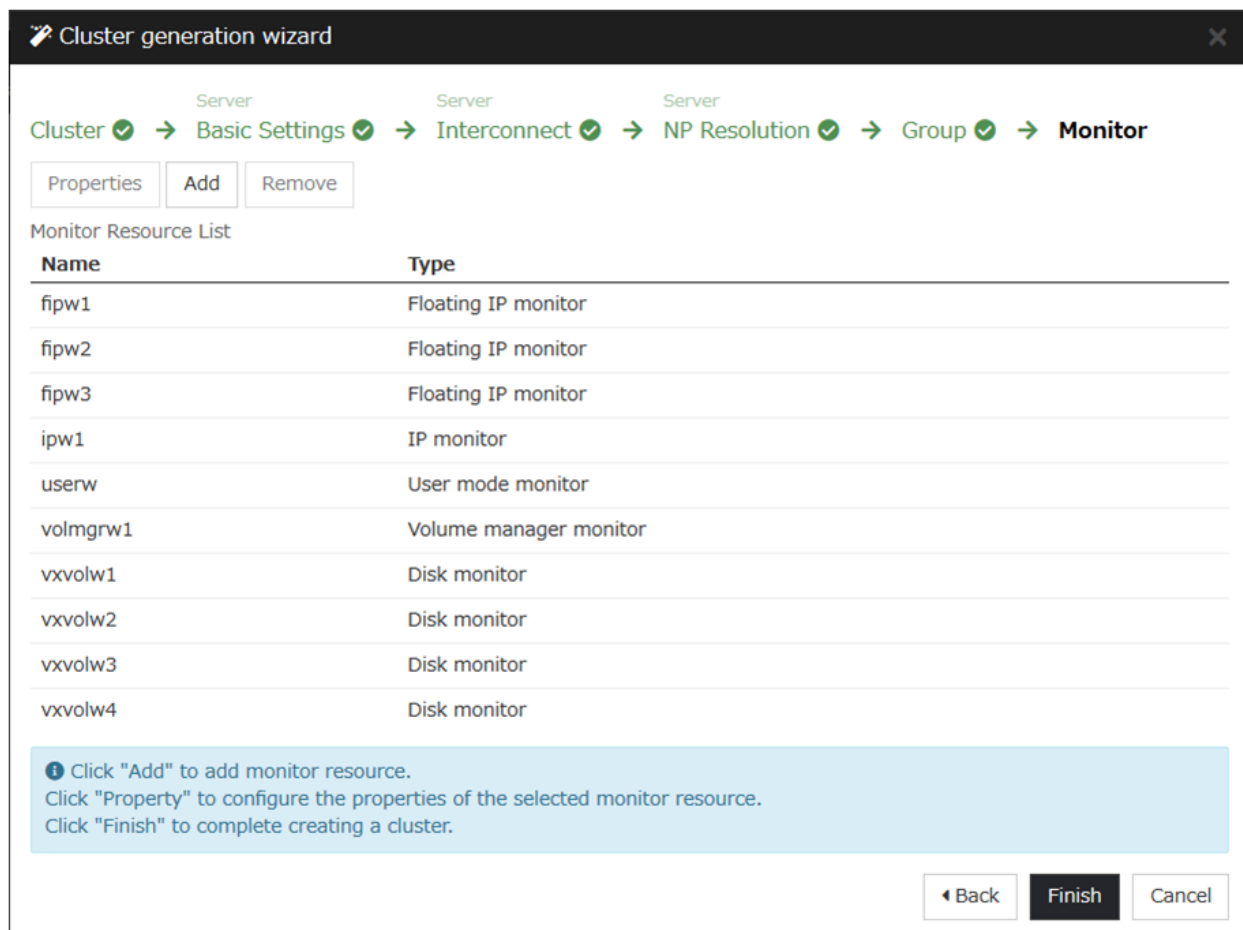 Cluster generation wizard
Server Server Server
Cluster → Basic Settings → Interconnect → NP Resolution → Group → Monitor
Properties Add Remove
Monitor Resource List
Name Type
fipw1 Floating IP monitor
fipw2 Floating IP monitor
fipw3 Floating IP monitor
ipw1 IP monitor
userw User mode monitor
volmgrw1 Volume manager monitor
vxvolw1 Disk monitor
vxvolw2 Disk monitor
vxvolw3 Disk monitor
vxvolw4 Disk monitor
Click "Add" to add monitor resource.
Click "Property" to configure the properties of the selected monitor resource.
Click "Finish" to complete creating a cluster.
Back Finish Cancel